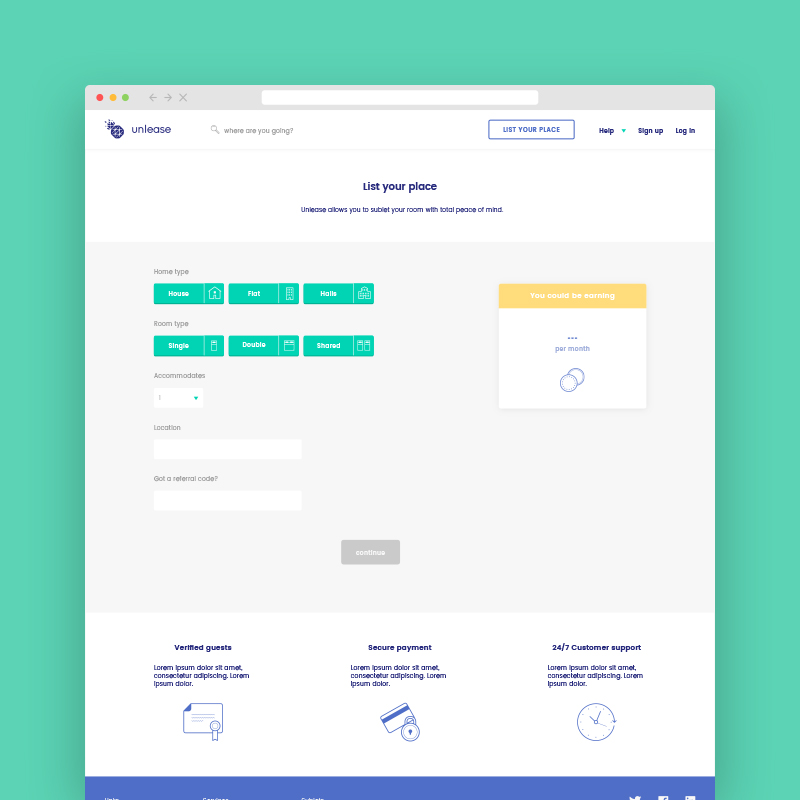 unlease
where are you going?
LIST YOUR PLACE
Help
Sign up
Log in
List your place
Unlease allows you to sublet your room with total peace of mind.
Home type
House
Flat
Halls
You could be earning
---
per month
Room type
Single
Double
Shared
Accommodates
1
Location
Got a referral code?
continue
Verified guests
Lorem ipsum dolor sit amet,
consectetur adipiscing. Lorem
ipsum dolor.
Secure payment
Lorem ipsum dolor sit amet,
consectetur adipiscing. Lorem
ipsum dolor.
24/7 Customer support
Lorem ipsum dolor sit amet,
consectetur adipiscing. Lorem
ipsum dolor.